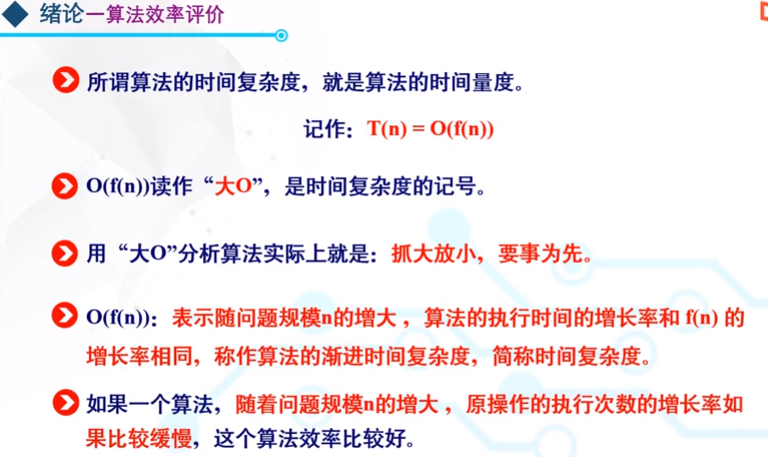 绪论—算法效率评价
所谓算法的时间复杂度，就是算法的时间量度。
记作：T(n) = O(f(n))
O(f(n))读作“大O”，是时间复杂度的记号。
用“大O”分析算法实际上就是：抓大放小，要事为先。
O(f(n))：表示随问题规模n的增大 ，算法的执行时间的增长率和 f(n) 的
增长率相同，称作算法的渐进时间复杂度，简称时间复杂度。
如果一个算法，随着问题规模n的增大 ，原操作的执行次数的增长率如
果比较缓慢，这个算法效率比较好。